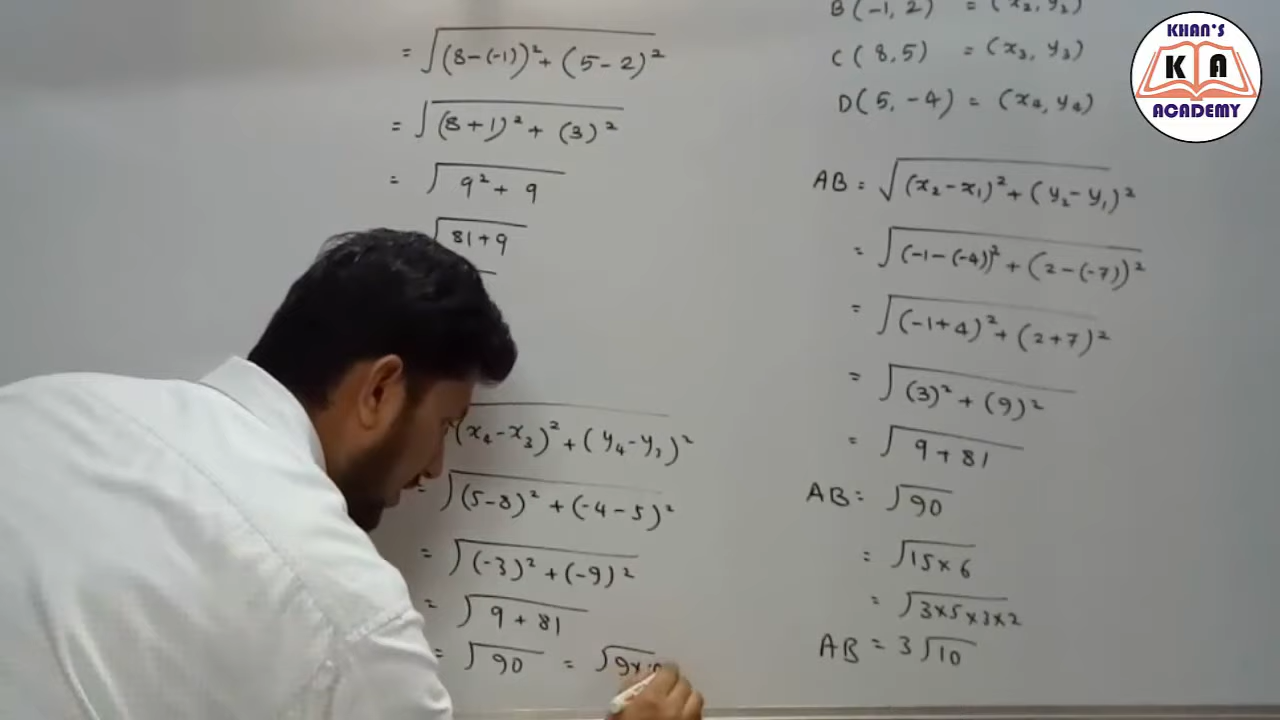 = √(8-(-1))² + (5-2)²
= √(8+1)² + (3)²
= √9² + 9
√81+9
(x₄-x₃)² + (y₄-y₃)²
= √(5-8)² + (-4-5)²
= √(-3)² + (-9)²
= √9 + 81
= √90 = √9×
B(-1, 2) = (x₂, y₂)
C(8,5) = (x₃, y₃)
D(5, -4) = (x₄, y₄)
AB = √(x₂-x₁)² + (y₂-y₁)²
= √(-1-(-4))² + (2-(-7))²
= √(-1+4)² + (2+7)²
= √(3)² + (9)²
= √9+81
AB = √90
= √15×6
= √3×5×3×2
AB = 3√10
KHAN'S
KA
ACADEMY